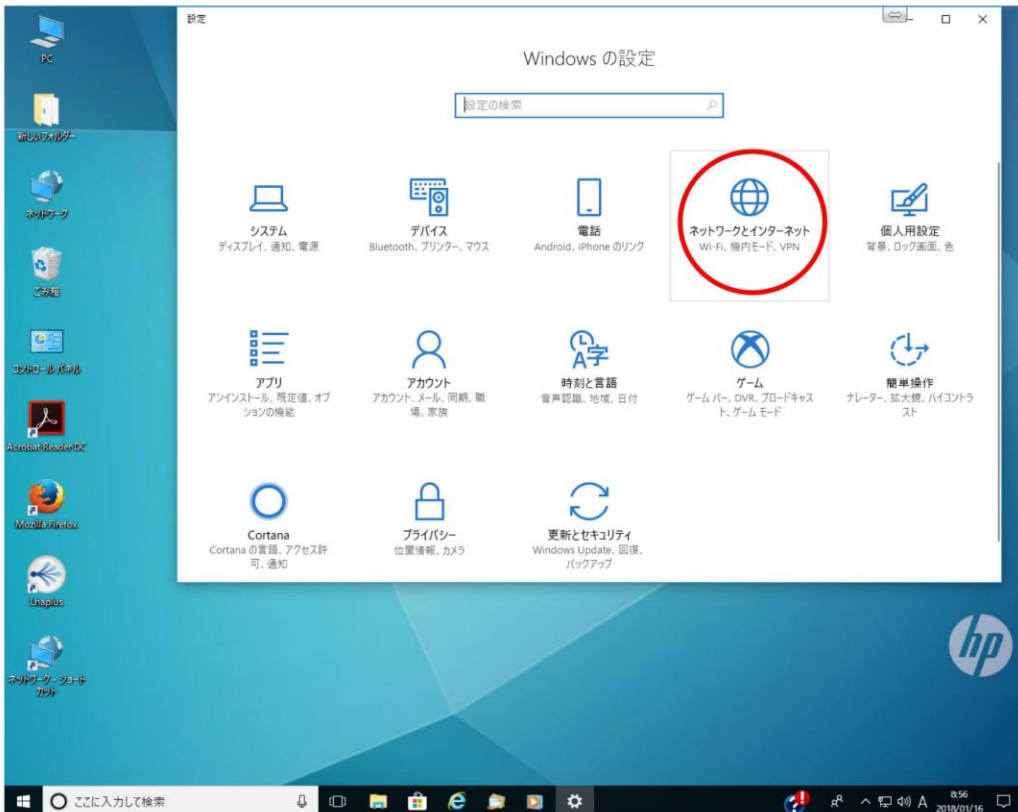 設定
Windows の設定
設定の検索
システム
ディスプレイ、通知、電源
デバイス
Bluetooth、プリンター、マウス
電話
Android、iPhone のリンク
ネットワークとインターネット
Wi-Fi、機内モード、VPN
個人用設定
背景、ロック画面、色
アプリ
アンインストール、既定値、オプ
ションの機能
アカウント
アカウント、メール、同期、職
場、家族
時刻と言語
音声認識、地域、日付
ゲーム
ゲーム バー、DVR、ブロードキャス
ト、ゲーム モード
簡単操作
ナレーター、拡大鏡、ハイコントラ
スト
Cortana
Cortana の言語、アクセス許
可、通知
プライバシー
位置情報、カメラ
更新とセキュリティ
Windows Update、回復、
バックアップ
PC
新しいフォルダー
ネットワーク
ごみ箱
コントロール パネル
Acrobat Reader DC
Mozilla Firefox
Lhaplus
ネットワーク - ショート
カット
hp
ここに入力して検索
A
8:56
2018/01/16